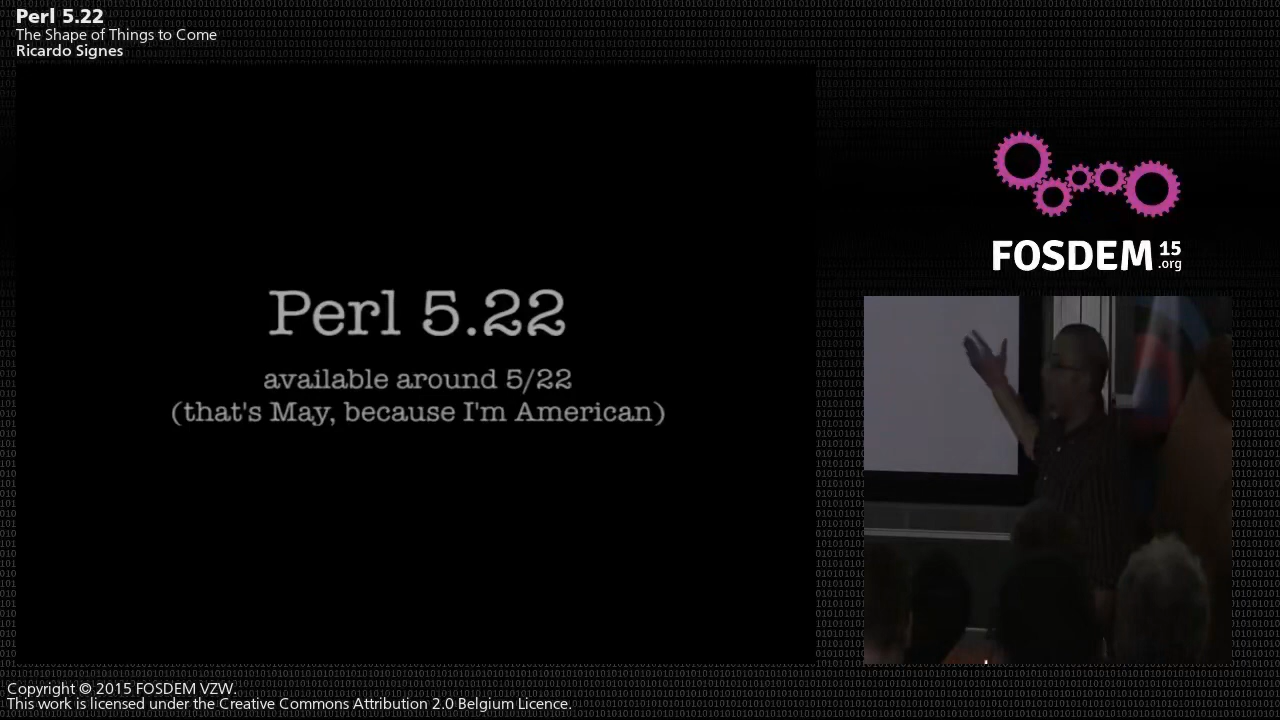 Perl 5.22
The Shape of Things to Come
Ricardo Signes
Perl 5.22
available around 5/22
(that's May, because I'm American)
FOSDEM 15
.org
Copyright © 2015 FOSDEM VZW.
This work is licensed under the Creative Commons Attribution 2.0 Belgium Licence.